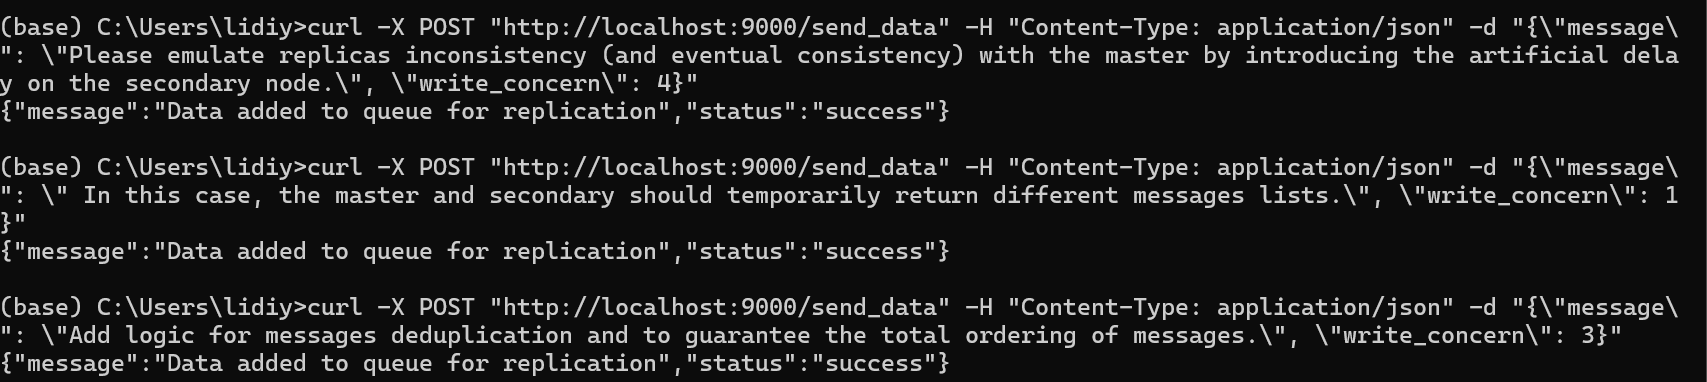 (base) C:\Users\lidiy>curl -X POST "http://localhost:9000/send_data" -H "Content-Type: application/json" -d "{\"message\
": \"Please emulate replicas inconsistency (and eventual consistency) with the master by introducing the artificial dela
y on the secondary node.\", \"write_concern\": 4}"
{"message":"Data added to queue for replication","status":"success"}

(base) C:\Users\lidiy>curl -X POST "http://localhost:9000/send_data" -H "Content-Type: application/json" -d "{\"message\
": \" In this case, the master and secondary should temporarily return different messages lists.\", \"write_concern\": 1
}"
{"message":"Data added to queue for replication","status":"success"}

(base) C:\Users\lidiy>curl -X POST "http://localhost:9000/send_data" -H "Content-Type: application/json" -d "{\"message\
": \"Add logic for messages deduplication and to guarantee the total ordering of messages.\", \"write_concern\": 3}"
{"message":"Data added to queue for replication","status":"success"}